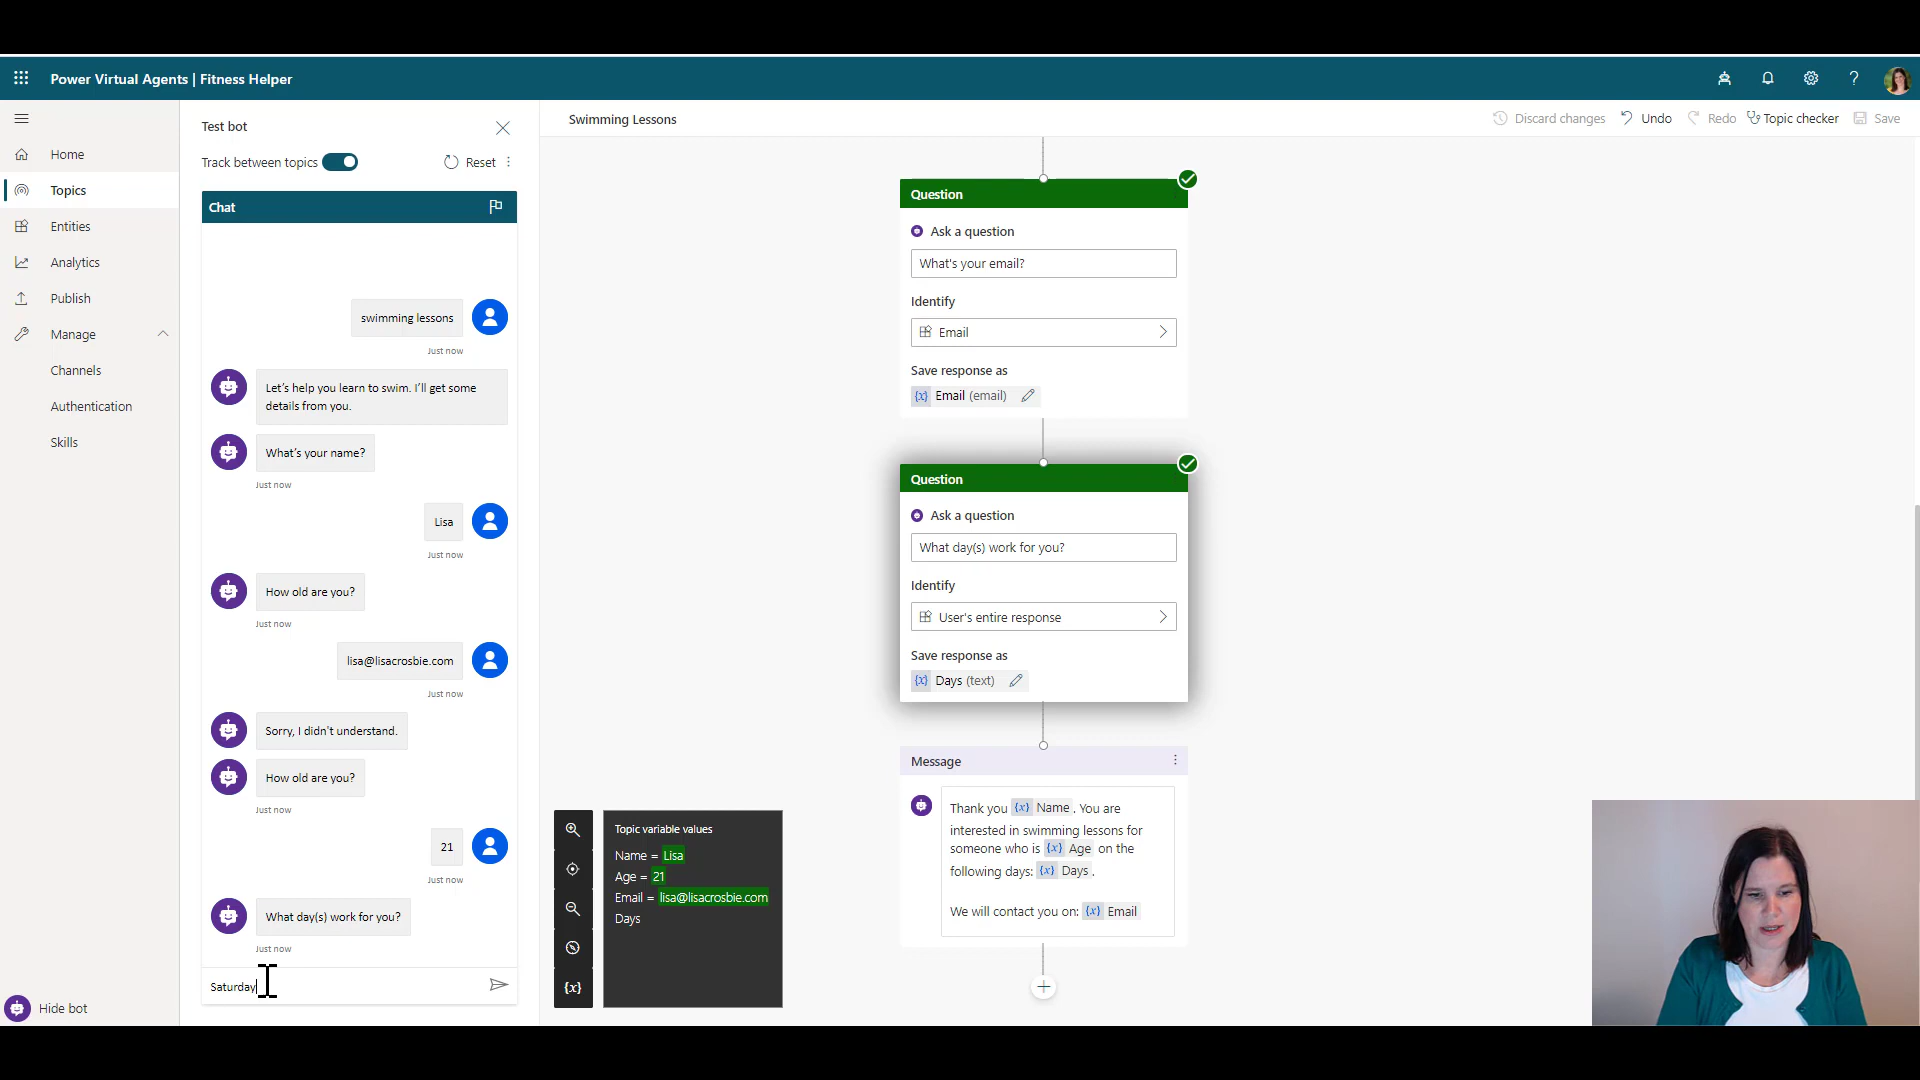 Power Virtual Agents | Fitness Helper
?
Home
Topics
Entities
Analytics
Publish
Manage
Channels
Authentication
Skills
Hide bot
Test bot
Track between topics
Reset
Chat
swimming lessons
Just now
Let's help you learn to swim. I'll get some
details from you.
What's your name?
Just now
Lisa
Just now
How old are you?
Just now
lisa@lisacrosbie.com
Just now
Sorry, I didn't understand.
How old are you?
Just now
21
Just now
What day(s) work for you?
Just now
Saturday
Swimming Lessons
Discard changes
Undo
Redo
Topic checker
Save
Question
Ask a question
What's your email?
Identify
Email
Save response as
{x} Email (email)
Question
Ask a question
What day(s) work for you?
Identify
User's entire response
Save response as
{x} Days (text)
Message
Thank you {x} Name . You are
interested in swimming lessons for
someone who is {x} Age on the
following days: {x} Days .
We will contact you on: {x} Email
{x}
Topic variable values
Name = Lisa
Age = 21
Email = lisa@lisacrosbie.com
Days